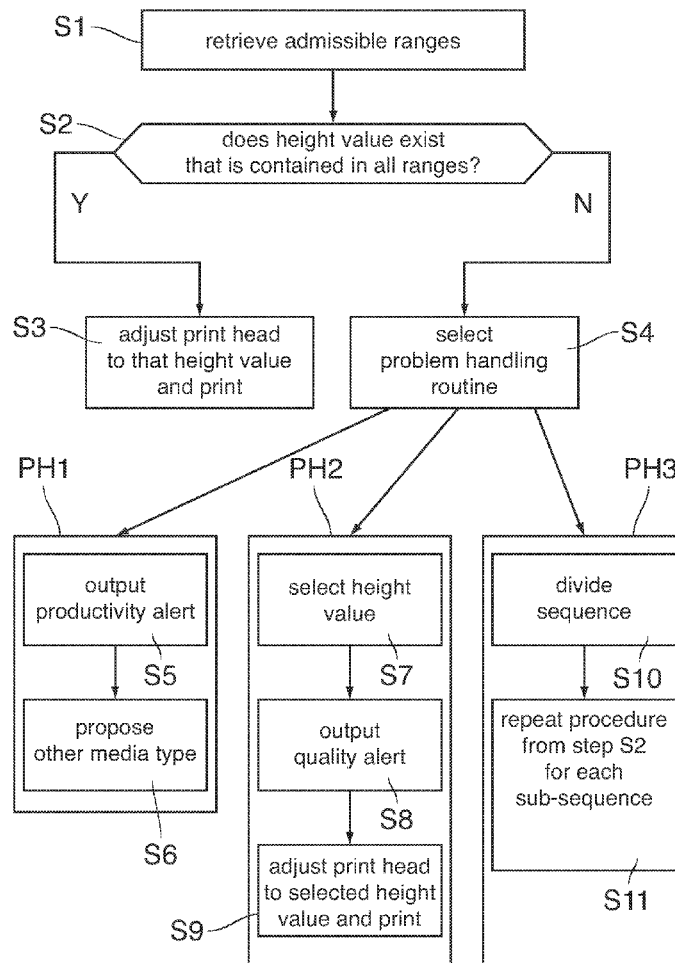 S1
retrieve admissible ranges
S2
does height value exist
that is contained in all ranges?
Y
N
S3
adjust print head
to that height value
and print
select
problem handling
routine
S4
PH1
PH2
PH3
output
productivity alert
S5
propose
other media type
S6
select height
value
S7
output
quality alert
S8
adjust print head
to selected height
value and print
S9
divide
sequence
S10
repeat procedure
from step S2
for each
sub-sequence
S11